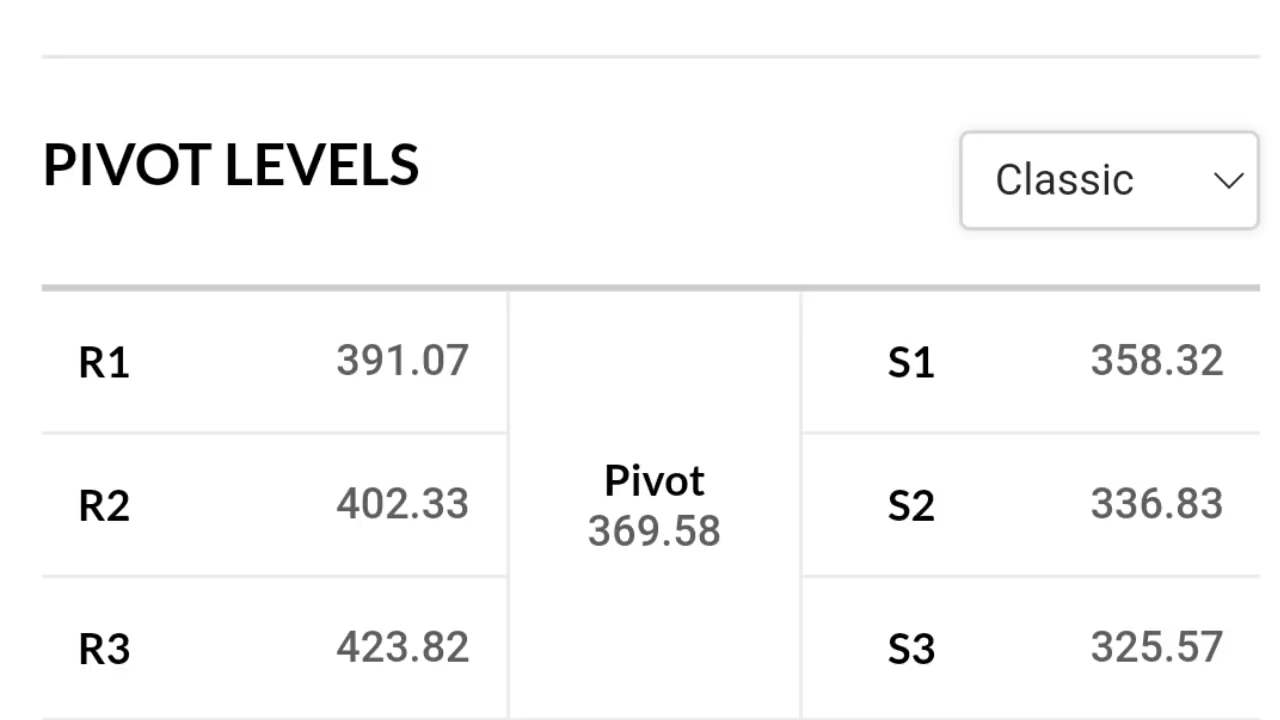 PIVOT LEVELS
Classic
R1 391.07
S1 358.32
Pivot
369.58
R2 402.33
S2 336.83
R3 423.82
S3 325.57